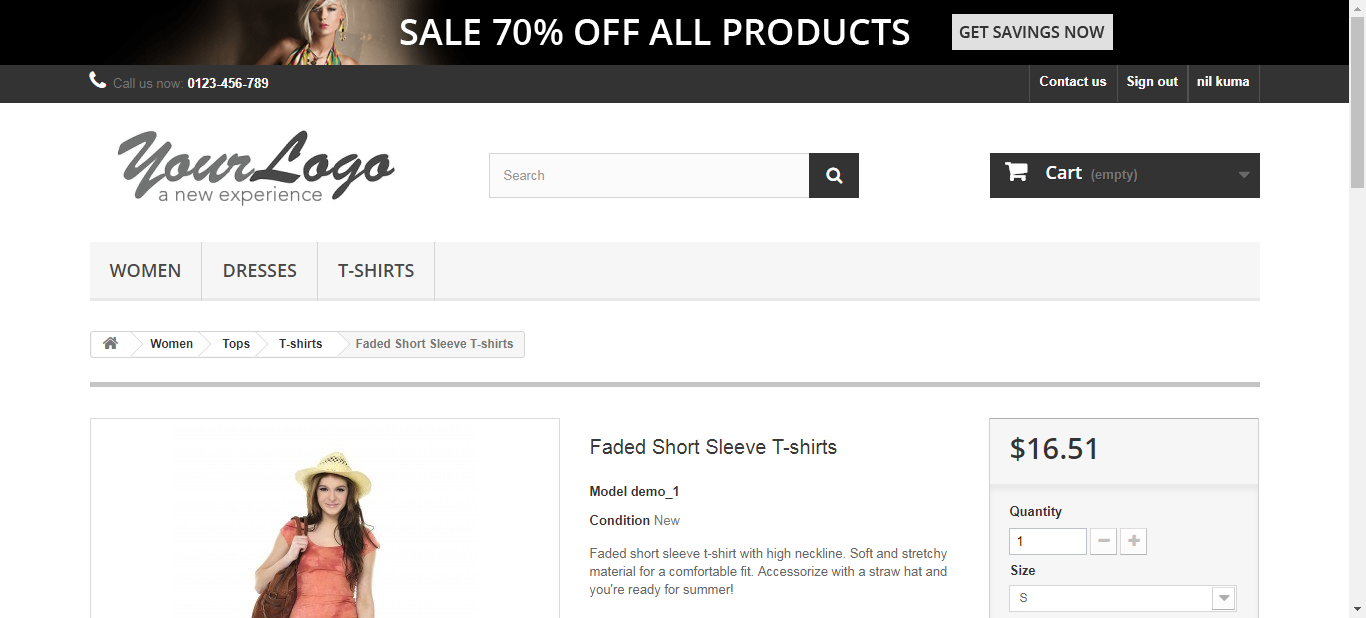 SALE 70% OFF ALL PRODUCTS
GET SAVINGS NOW
Call us now: 0123-456-789
Contact us
Sign out
nil kuma
YourLogo
a new experience
Search
Cart (empty)
WOMEN
DRESSES
T-SHIRTS
Women
Tops
T-shirts
Faded Short Sleeve T-shirts
Faded Short Sleeve T-shirts
Model demo_1
Condition New
Faded short sleeve t-shirt with high neckline. Soft and stretchy
material for a comfortable fit. Accessorize with a straw hat and
you're ready for summer!
$16.51
Quantity
1
Size
S